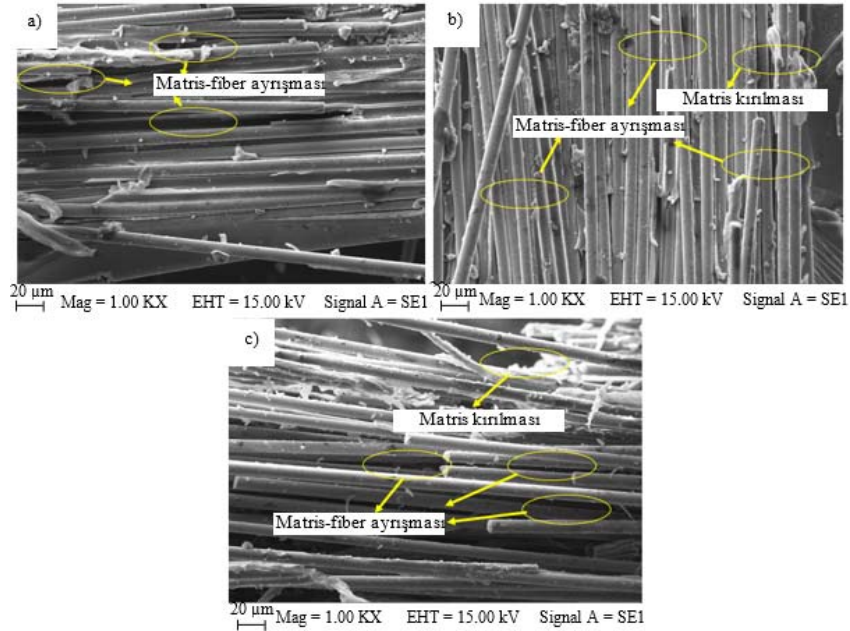 a)
Matris-fiber ayrışması
20 µm Mag = 1.00 KX EHT = 15.00 kV Signal A = SE1
b)
Matris kırılması
Matris-fiber ayrışması
20 µm Mag = 1.00 KX EHT = 15.00 kV Signal A = SE1
c)
Matris kırılması
Matris-fiber ayrışması
20 µm Mag = 1.00 KX EHT = 15.00 kV Signal A = SE1